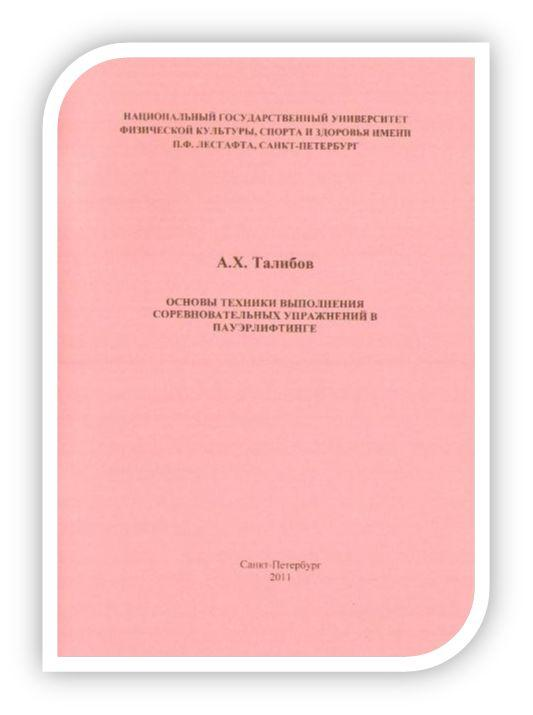 НАЦИОНАЛЬНЫЙ ГОСУДАРСТВЕННЫЙ УНИВЕРСИТЕТ
ФИЗИЧЕСКОЙ КУЛЬТУРЫ, СПОРТА И ЗДОРОВЬЯ ИМЕНИ
П.Ф. ЛЕСГАФТА, САНКТ-ПЕТЕРБУРГ
А.Х. Талибов
ОСНОВЫ ТЕХНИКИ ВЫПОЛНЕНИЯ
СОРЕВНОВАТЕЛЬНЫХ УПРАЖНЕНИЙ В
ПАУЭРЛИФТИНГЕ
Санкт-Петербург
2011